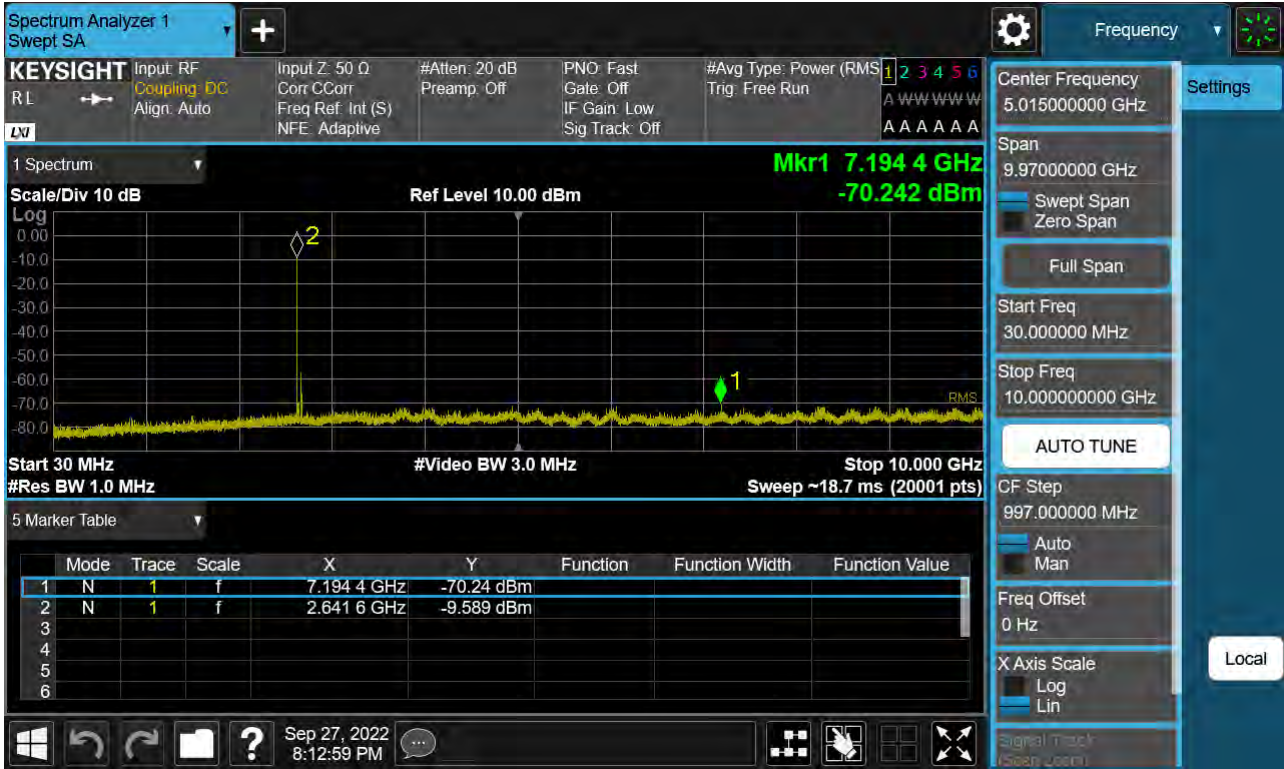 Spectrum Analyzer 1
Swept SA
+
Frequency
KEYSIGHT
RL
LXI
Input: RF
Coupling: DC
Align: Auto
Input Z: 50 Ω
Corr CCorr
Freq Ref: Int (S)
NFE: Adaptive
#Atten: 20 dB
Preamp: Off
PNO: Fast
Gate: Off
IF Gain: Low
Sig Track: Off
#Avg Type: Power (RMS
Trig: Free Run
1 2 3 4 5 6
A W W W W W
A A A A A A
Center Frequency
5.015000000 GHz
Settings
Span
9.97000000 GHz
Swept Span
Zero Span
Full Span
Start Freq
30.000000 MHz
Stop Freq
10.000000000 GHz
AUTO TUNE
CF Step
997.000000 MHz
Auto
Man
Freq Offset
0 Hz
X Axis Scale
Log
Lin
Signal Track
(Span Zoom)
Local
1 Spectrum
Scale/Div 10 dB
Ref Level 10.00 dBm
Mkr1 7.194 4 GHz
-70.242 dBm
Log
0.00
-10.0
-20.0
-30.0
-40.0
-50.0
-60.0
-70.0
-80.0
2
1
RMS
Start 30 MHz
#Video BW 3.0 MHz
Stop 10.000 GHz
#Res BW 1.0 MHz
Sweep ~18.7 ms (20001 pts)
5 Marker Table
Mode Trace Scale X Y Function Function Width Function Value
1 N 1 f 7.194 4 GHz -70.24 dBm
2 N 1 f 2.641 6 GHz -9.589 dBm
3
4
5
6
?
Sep 27, 2022
8:12:59 PM